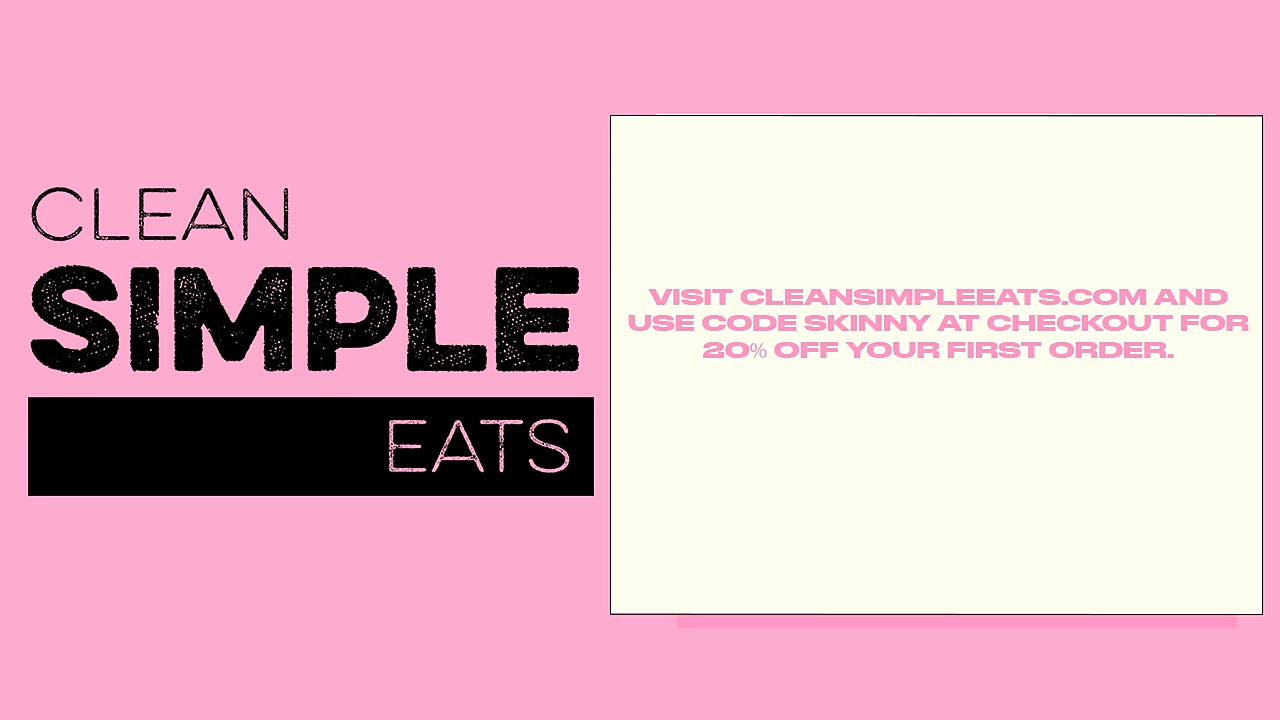 CLEAN
SIMPLE
EATS
VISIT CLEANSIMPLEEATS.COM AND
USE CODE SKINNY AT CHECKOUT FOR
20% OFF YOUR FIRST ORDER.